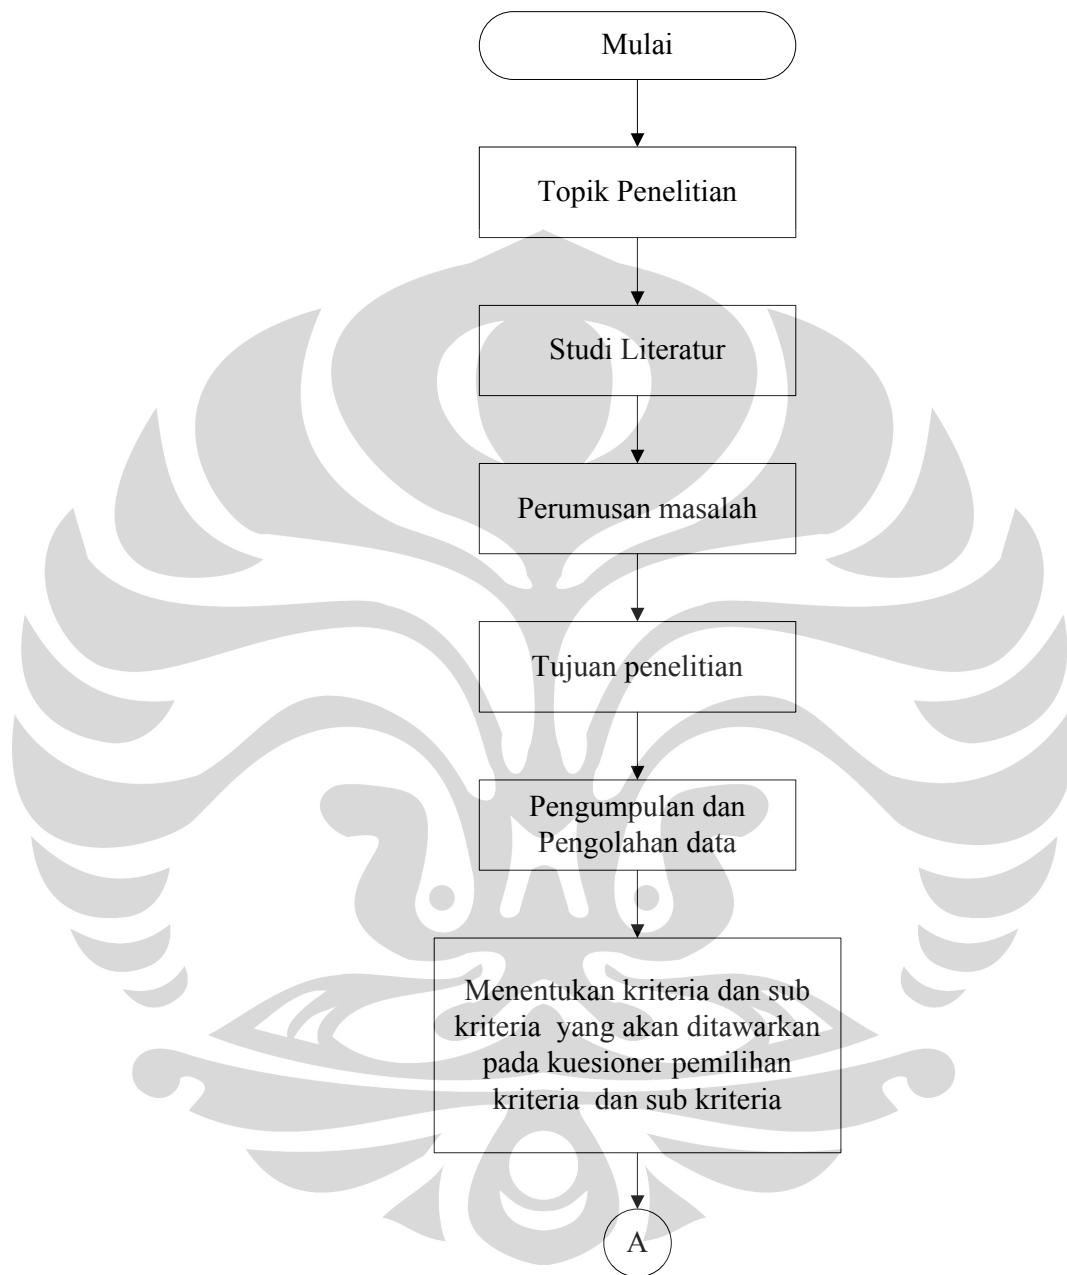 Mulai
Topik Penelitian
Studi Literatur
Perumusan masalah
Tujuan penelitian
Pengumpulan dan
Pengolahan data
Menentukan kriteria dan sub
kriteria yang akan ditawarkan
pada kuesioner pemilihan
kriteria dan sub kriteria
A